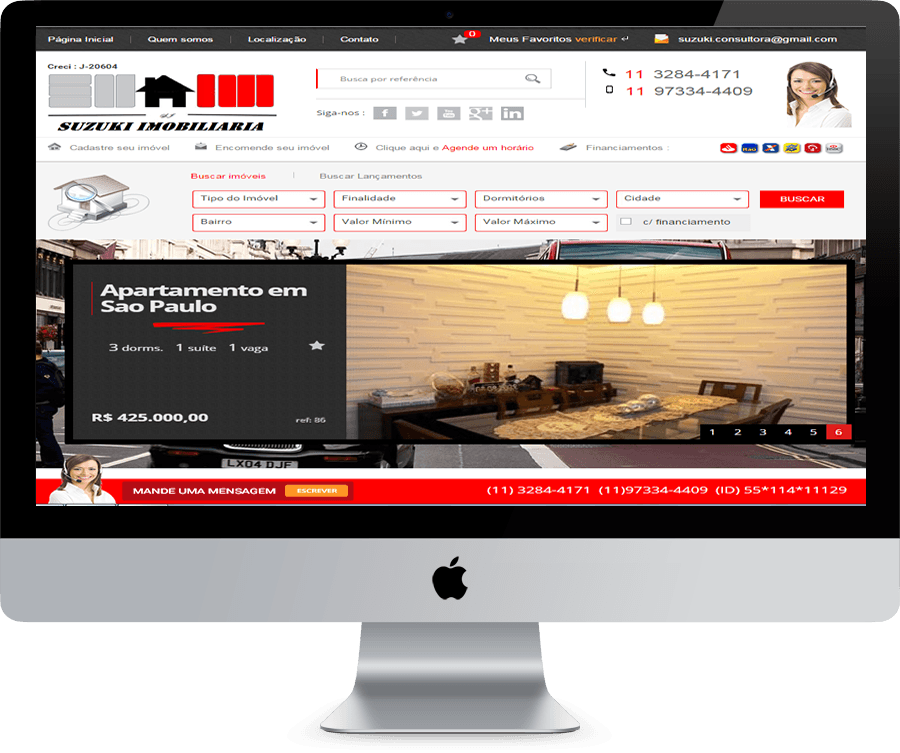 Página Inicial Quem somos Localização Contato 0 Meus Favoritos verificar ↵ suzuki.consultora@gmail.com
Creci : J-20604
SUZUKI IMOBILIARIA
Busca por referência
Siga-nos :
11 3284-4171
11 97334-4409
Cadastre seu imóvel Encomende seu imóvel Clique aqui e Agende um horário Financiamentos :
Buscar imóveis Buscar Lançamentos
Tipo do Imóvel Finalidade Dormitórios Cidade BUSCAR
Bairro Valor Mínimo Valor Máximo c/ financiamento
Apartamento em
Sao Paulo
3 dorms. 1 suíte 1 vaga
R$ 425.000,00 ref: 86
1 2 3 4 5 6
LX04 DJF
MANDE UMA MENSAGEM ESCREVER (11) 3284-4171 (11)97334-4409 (ID) 55*114*11129